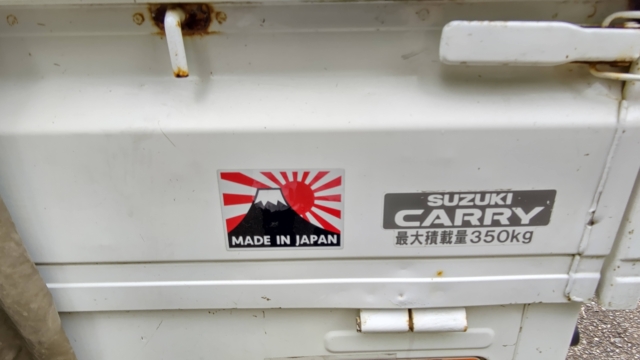 MADE IN JAPAN
SUZUKI
CARRY
最大積載量350kg